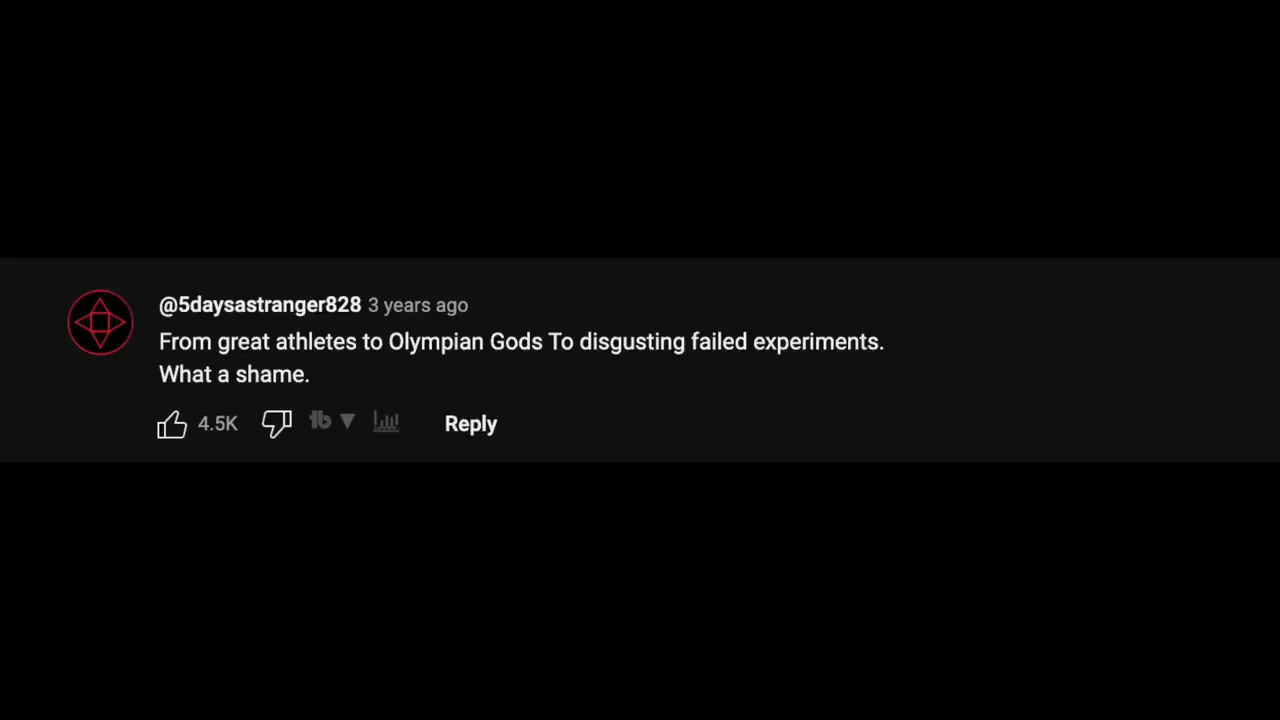 @5daysastranger828 3 years ago
From great athletes to Olympian Gods To disgusting failed experiments.
What a shame.
4.5K tb Reply